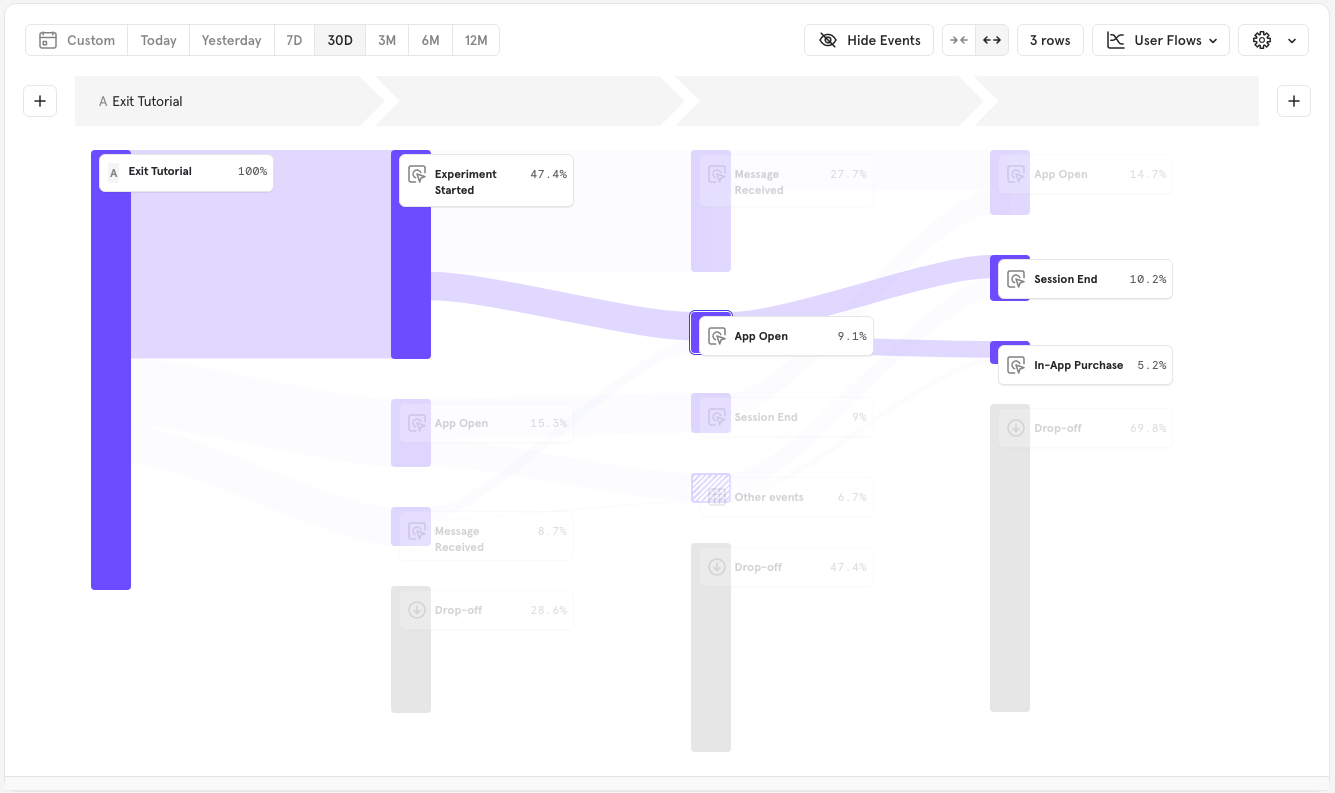 Custom
Today
Yesterday
7D
30D
3M
6M
12M
Hide Events
3 rows
User Flows
A Exit Tutorial
A Exit Tutorial 100%
Experiment Started 47.4%
App Open 15.3%
Message Received 8.7%
Drop-off 28.6%
Message Received 27.7%
App Open 9.1%
Session End 9%
Other events 6.7%
Drop-off 47.4%
App Open 14.7%
Session End 10.2%
In-App Purchase 5.2%
Drop-off 69.8%